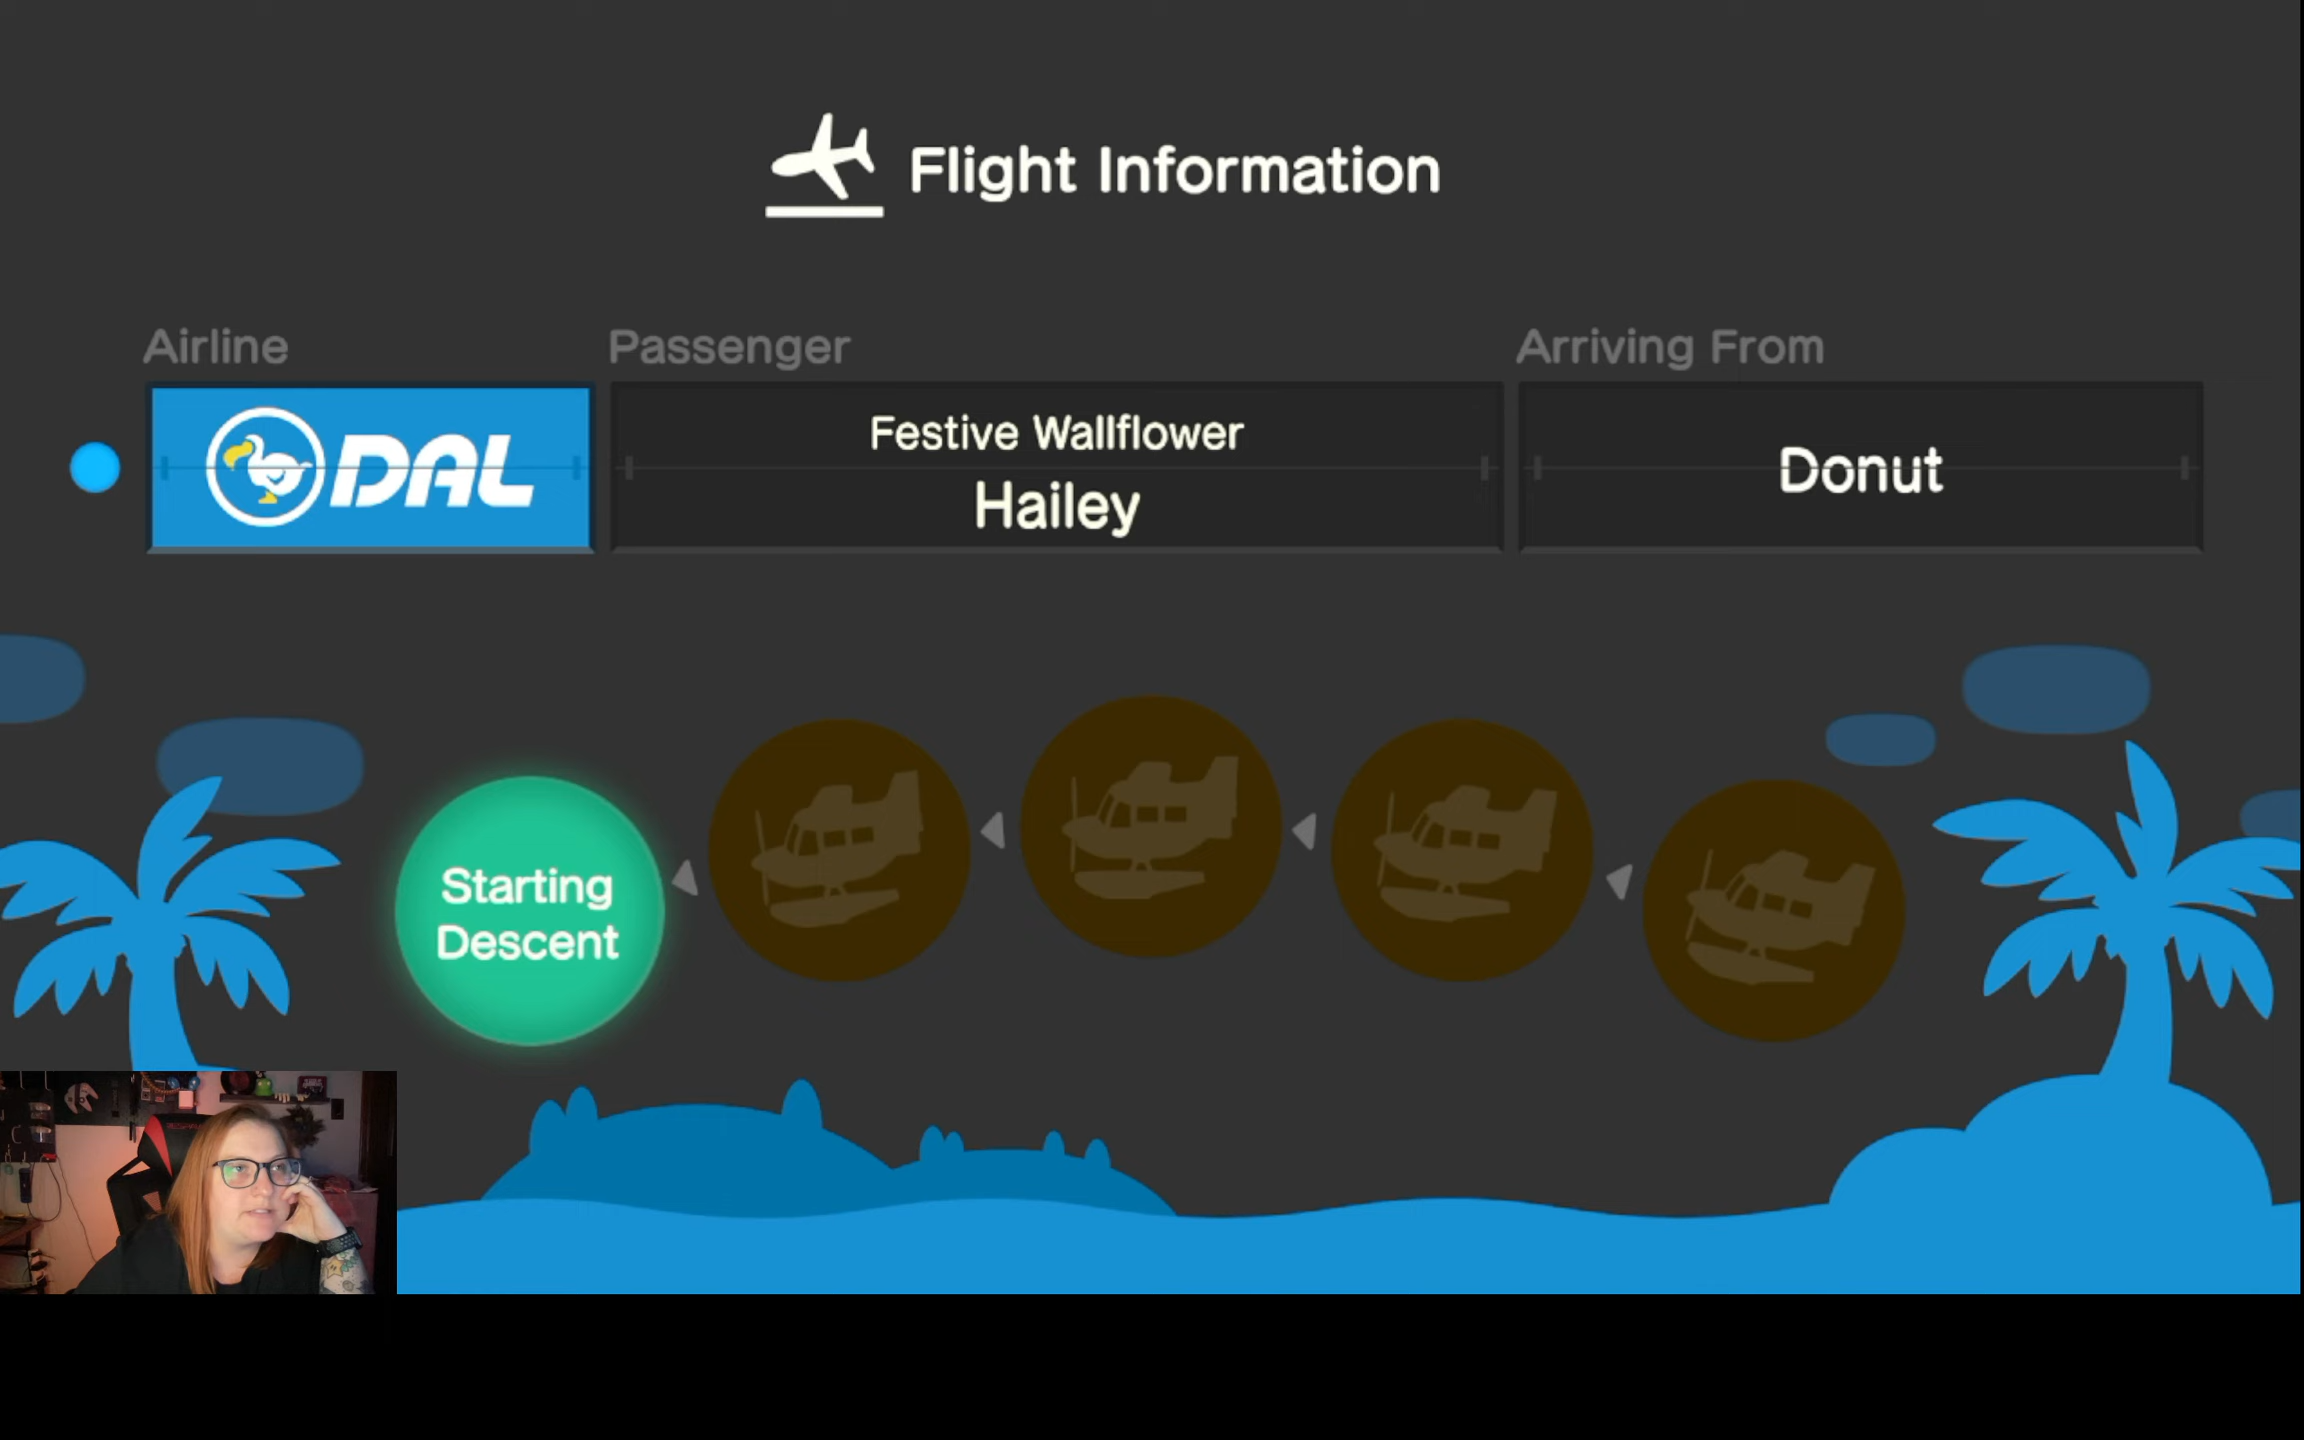 Flight Information
Airline
Passenger
Arriving From
DAL
Festive Wallflower
Hailey
Donut
Starting
Descent